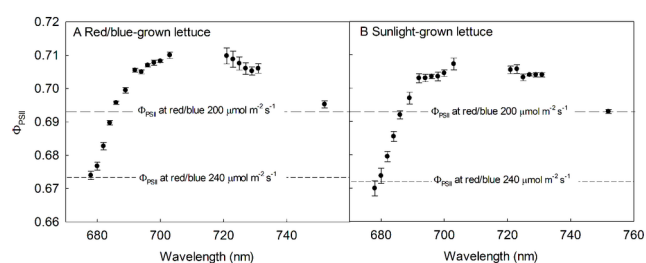 A Red/blue-grown lettuce
B Sunlight-grown lettuce
0.72
0.71
0.70
0.69
0.68
0.67
0.66
ΦPSII
ΦPSII at red/blue 200 μmol m-2 s-1
ΦPSII at red/blue 240 μmol m-2 s-1
ΦPSII at red/blue 200 μmol m-2 s-1
ΦPSII at red/blue 240 μmol m-2 s-1
680 700 720 740 680 700 720 740 760
Wavelength (nm) Wavelength (nm)